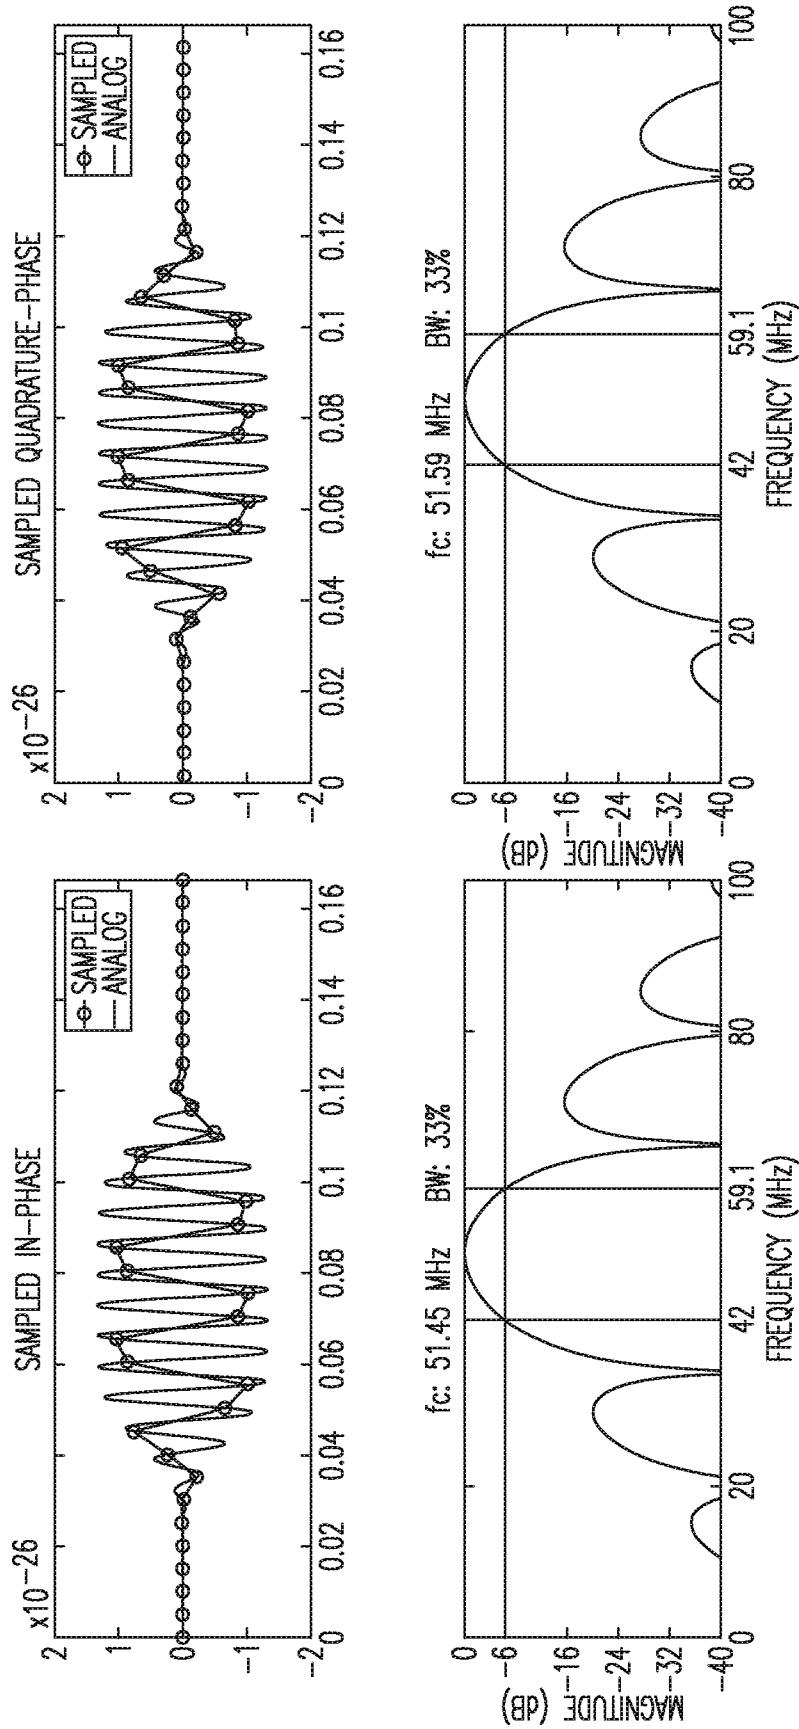 SAMPLED IN-PHASE
x10-26
2
1
0
-1
-2
0 0.02 0.04 0.06 0.08 0.1 0.12 0.14 0.16
SAMPLED
ANALOG
SAMPLED QUADRATURE-PHASE
x10-26
2
1
0
-1
-2
0 0.02 0.04 0.06 0.08 0.1 0.12 0.14 0.16
SAMPLED
ANALOG
fc: 51.45 MHz BW: 33%
MAGNITUDE (dB)
0
-6
-16
-24
-32
-40
0 20 42 59.1 80 100
FREQUENCY (MHz)
fc: 51.59 MHz BW: 33%
MAGNITUDE (dB)
0
-6
-16
-24
-32
-40
0 20 42 59.1 80 100
FREQUENCY (MHz)